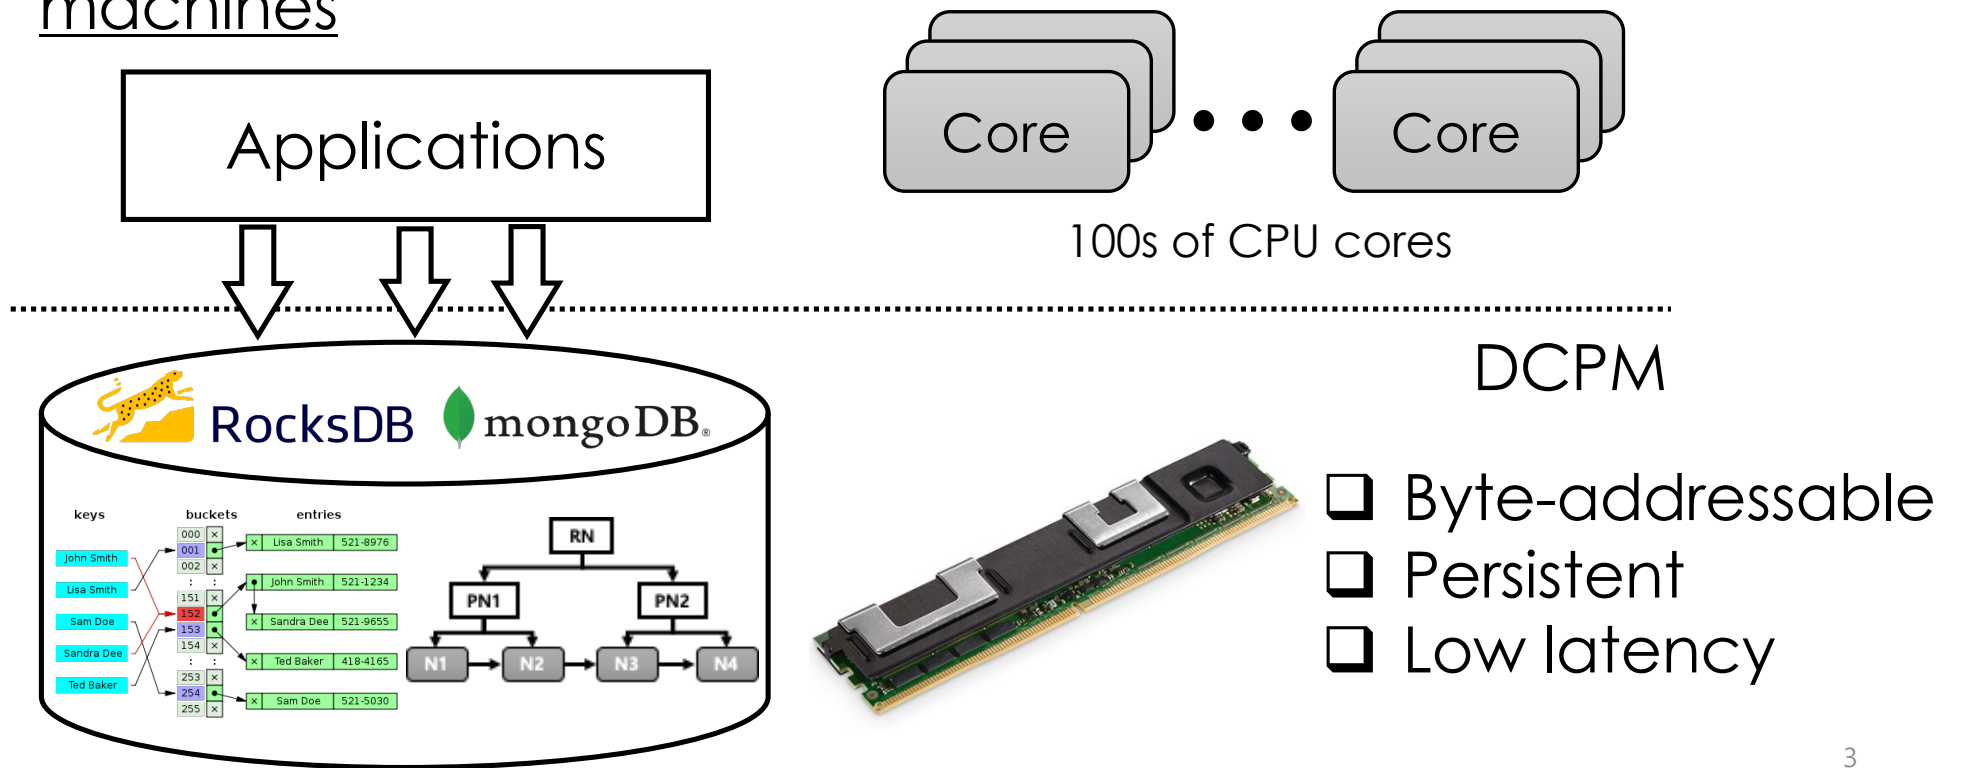 machines
Applications
Core
Core
100s of CPU cores
DCPM
Byte-addressable
Persistent
Low latency
RocksDB
mongoDB®
keys
buckets
entries
John Smith
Lisa Smith
Sam Doe
Sandra Dee
Ted Baker
000 ×
001
002 ×
: :
151 ×
152
153
154 ×
: :
253 ×
254
255 ×
× Lisa Smith 521-8976
John Smith 521-1234
× Sandra Dee 521-9655
× Ted Baker 418-4165
× Sam Doe 521-5030
RN
PN1 PN2
N1 N2 N3 N4
3